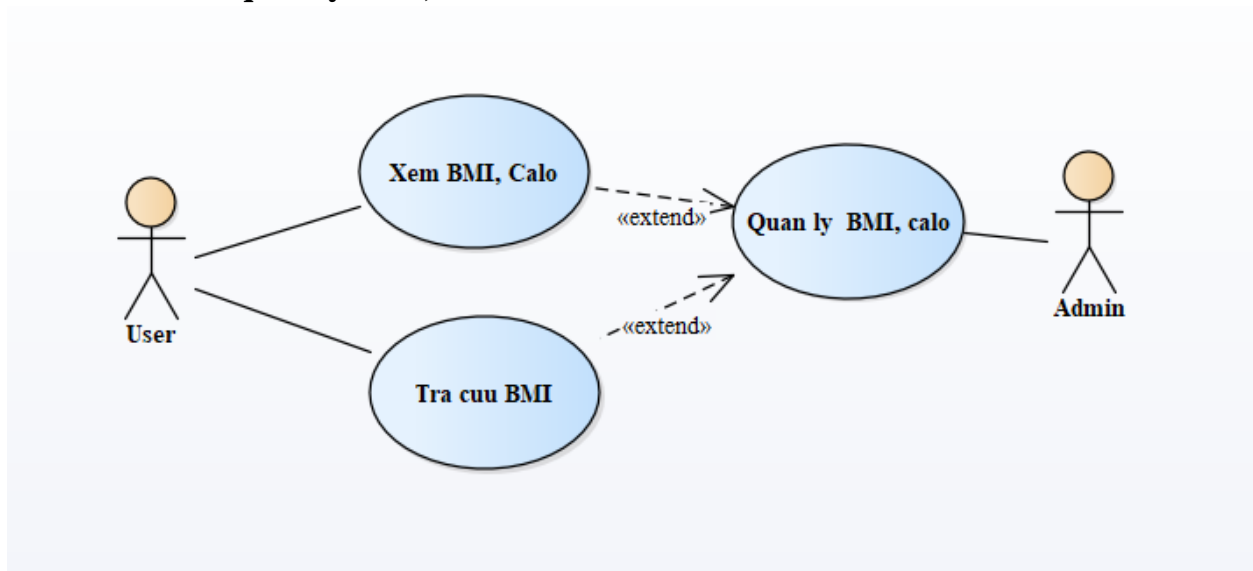 Xem BMI, Calo
«extend»
Quan ly BMI, calo
User
Admin
«extend»
Tra cuu BMI